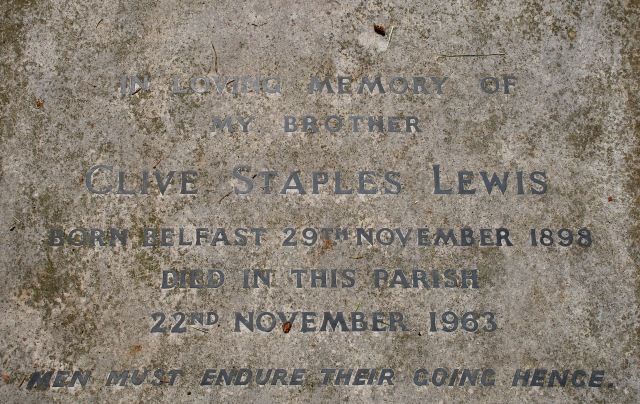 IN LOVING MEMORY OF
MY BROTHER
CLIVE STAPLES LEWIS
BORN BELFAST 29TH NOVEMBER 1898
DIED IN THIS PARISH
22ND NOVEMBER 1963
MEN MUST ENDURE THEIR GOING HENCE.